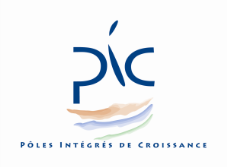 pic
PÔLES INTÉGRÉS DE CROISSANCE